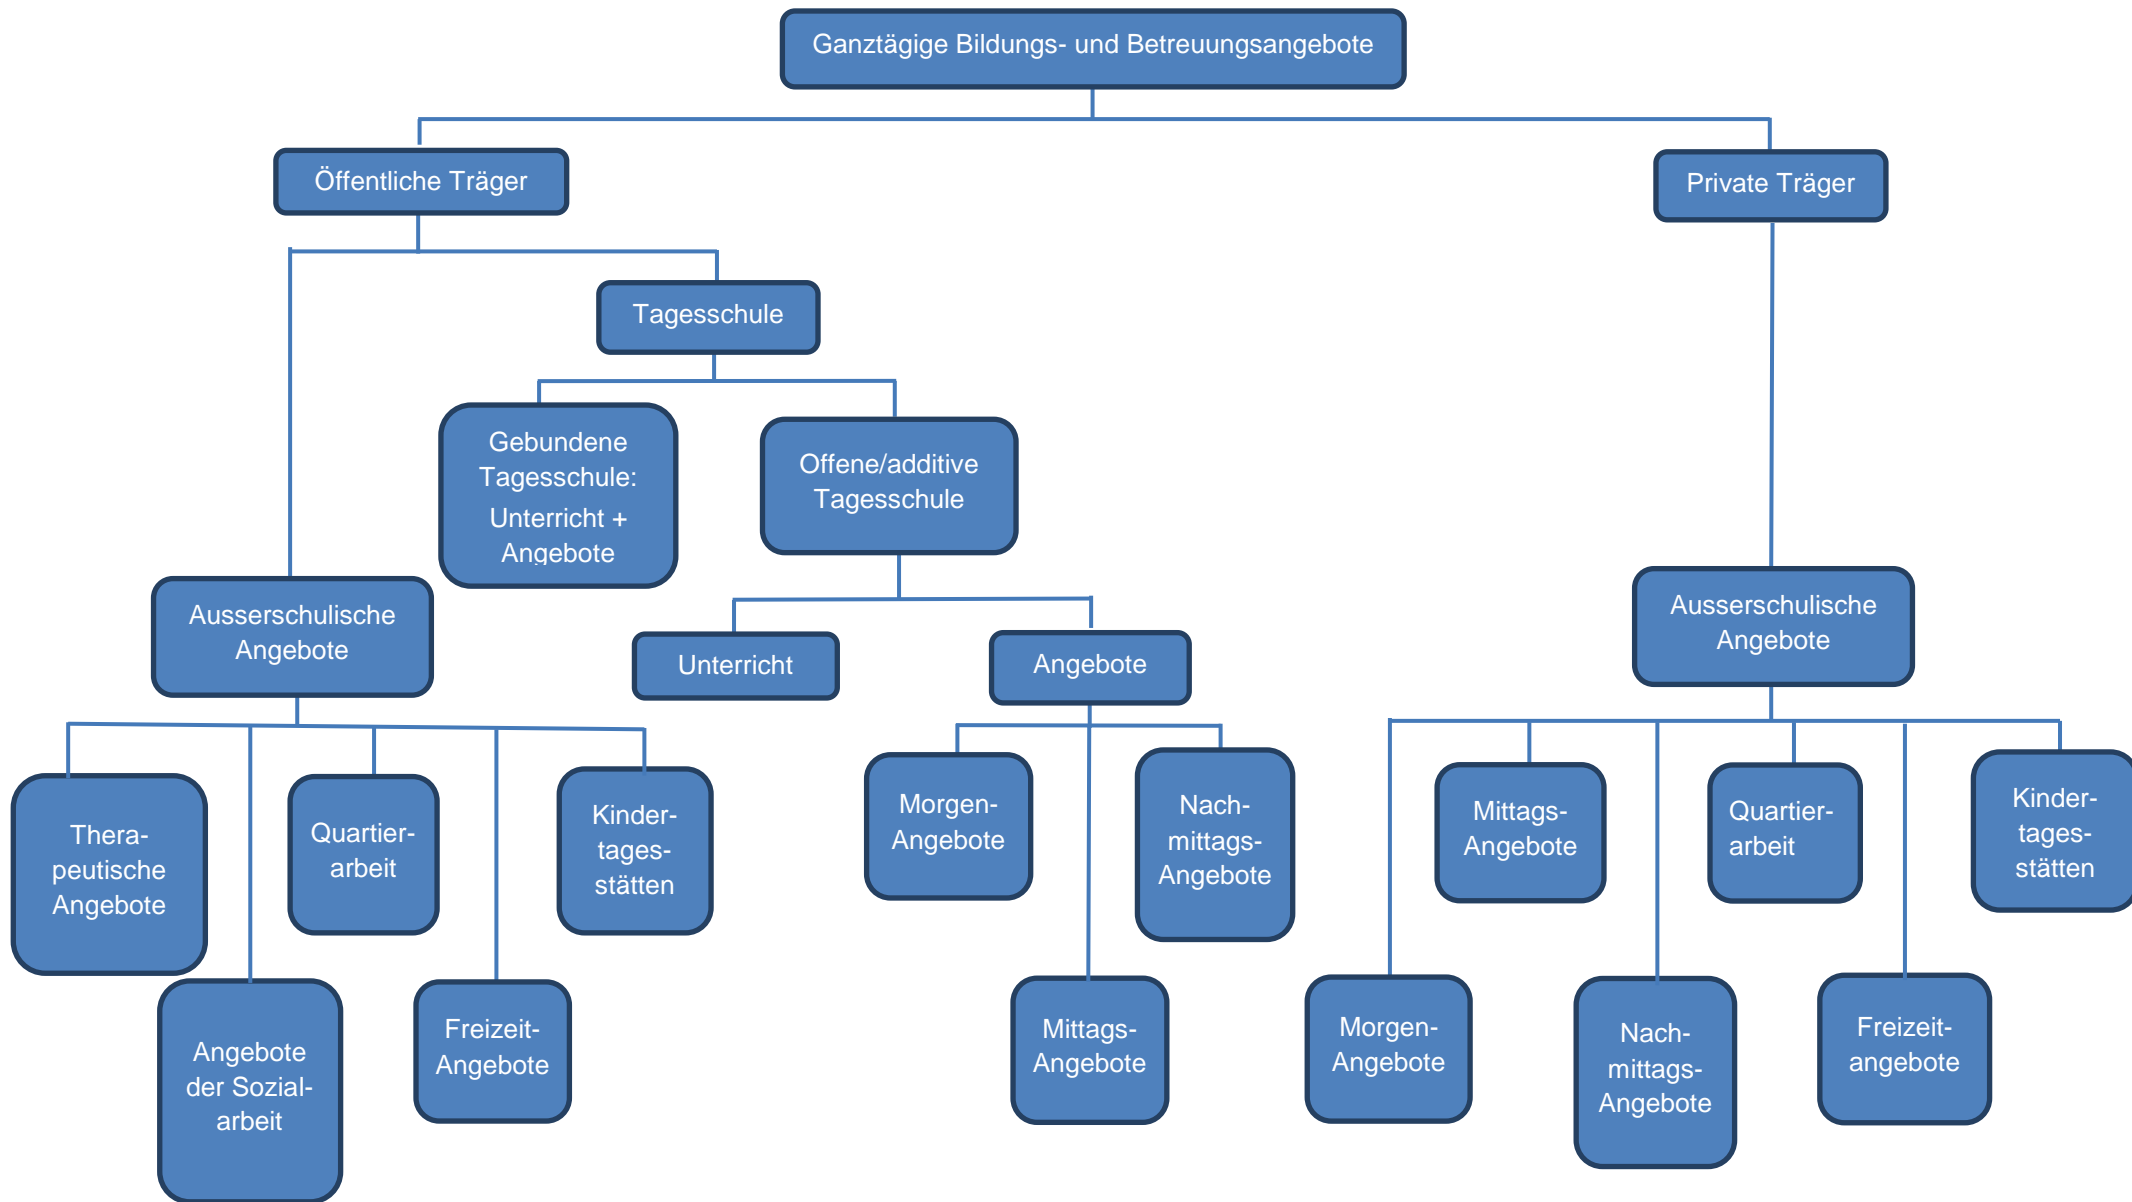 Ganztägige Bildungs- und Betreuungsangebote
Öffentliche Träger
Private Träger
Tagesschule
Gebundene
Tagesschule:
Unterricht +
Angebote
Offene/additive
Tagesschule
Ausserschulische
Angebote
Unterricht
Angebote
Ausserschulische
Angebote
Thera-
peutische
Angebote
Quartier-
arbeit
Kinder-
tages-
stätten
Morgen-
Angebote
Nach-
mittags-
Angebote
Mittags-
Angebote
Quartier-
arbeit
Kinder-
tages-
stätten
Angebote
der Sozial-
arbeit
Freizeit-
Angebote
Mittags-
Angebote
Morgen-
Angebote
Nach-
mittags-
Angebote
Freizeit-
angebote